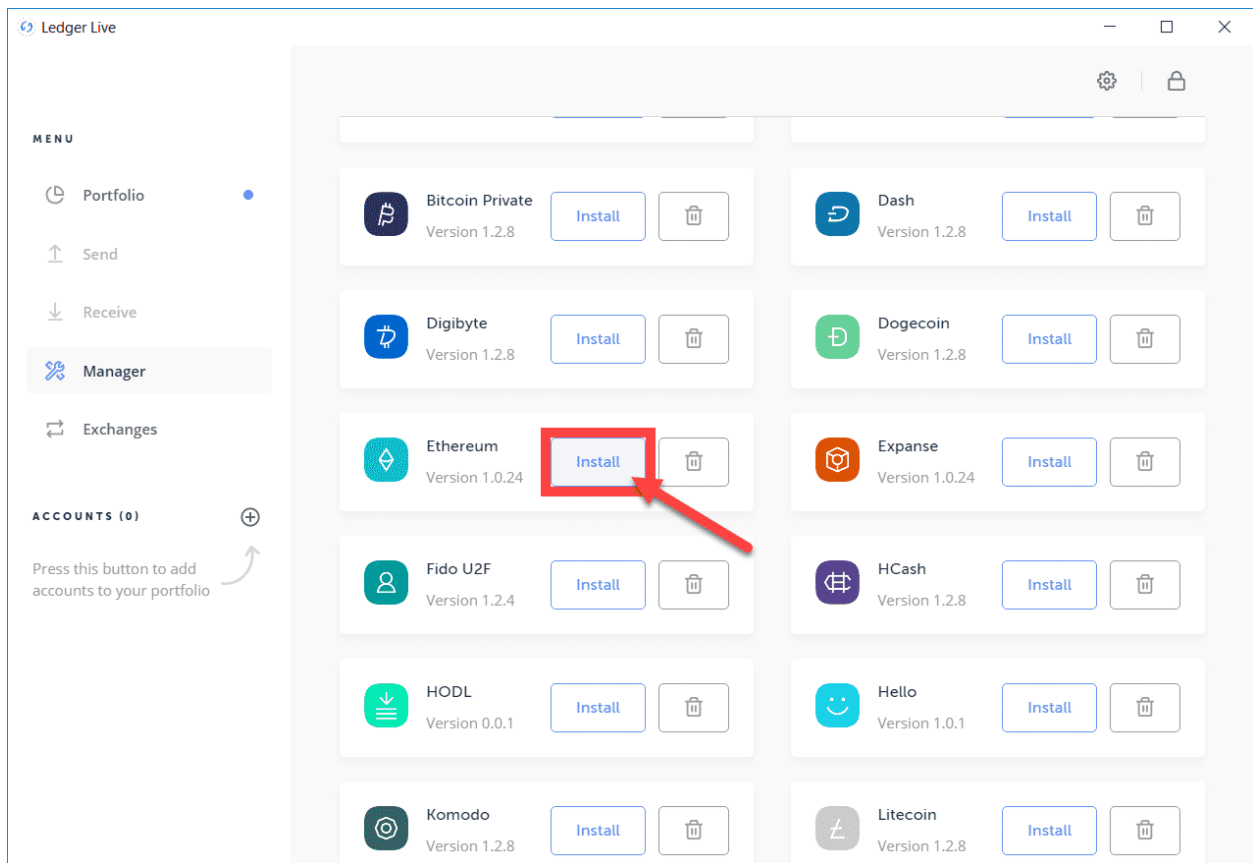 Ledger Live
MENU
Portfolio
Send
Receive
Manager
Exchanges
ACCOUNTS (0)
Press this button to add
accounts to your portfolio
Bitcoin Private
Version 1.2.8
Install
Dash
Version 1.2.8
Install
Digibyte
Version 1.2.8
Install
Dogecoin
Version 1.2.8
Install
Ethereum
Version 1.0.24
Install
Expanse
Version 1.0.24
Install
Fido U2F
Version 1.2.4
Install
HCash
Version 1.2.8
Install
HODL
Version 0.0.1
Install
Hello
Version 1.0.1
Install
Komodo
Version 1.2.8
Install
Litecoin
Version 1.2.8
Install